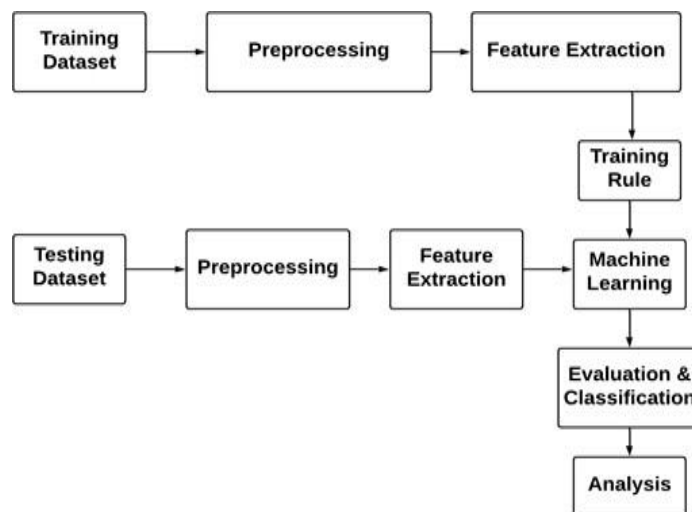 Training
Dataset
Preprocessing
Feature Extraction
Training
Rule
Testing
Dataset
Preprocessing
Feature
Extraction
Machine
Learning
Evaluation &
Classification
Analysis